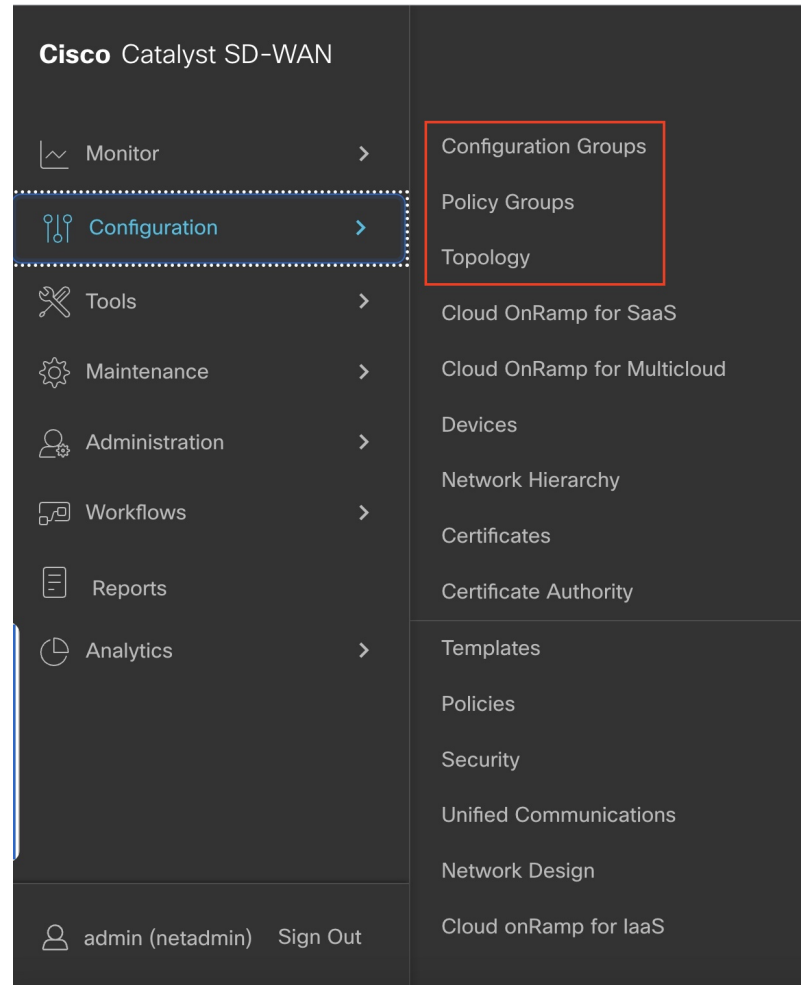 Cisco Catalyst SD-WAN
Monitor
Configuration
Tools
Maintenance
Administration
Workflows
Reports
Analytics
admin (netadmin) Sign Out
Configuration Groups
Policy Groups
Topology
Cloud OnRamp for SaaS
Cloud OnRamp for Multicloud
Devices
Network Hierarchy
Certificates
Certificate Authority
Templates
Policies
Security
Unified Communications
Network Design
Cloud onRamp for IaaS